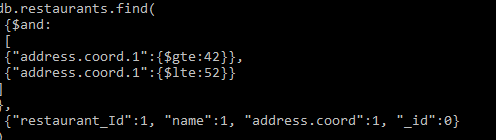 db.restaurants.find(
{$and:
[
{"address.coord.1":{$gte:42}},
{"address.coord.1":{$lte:52}}
]
},
{"restaurant_Id":1, "name":1, "address.coord":1, "_id":0}
)